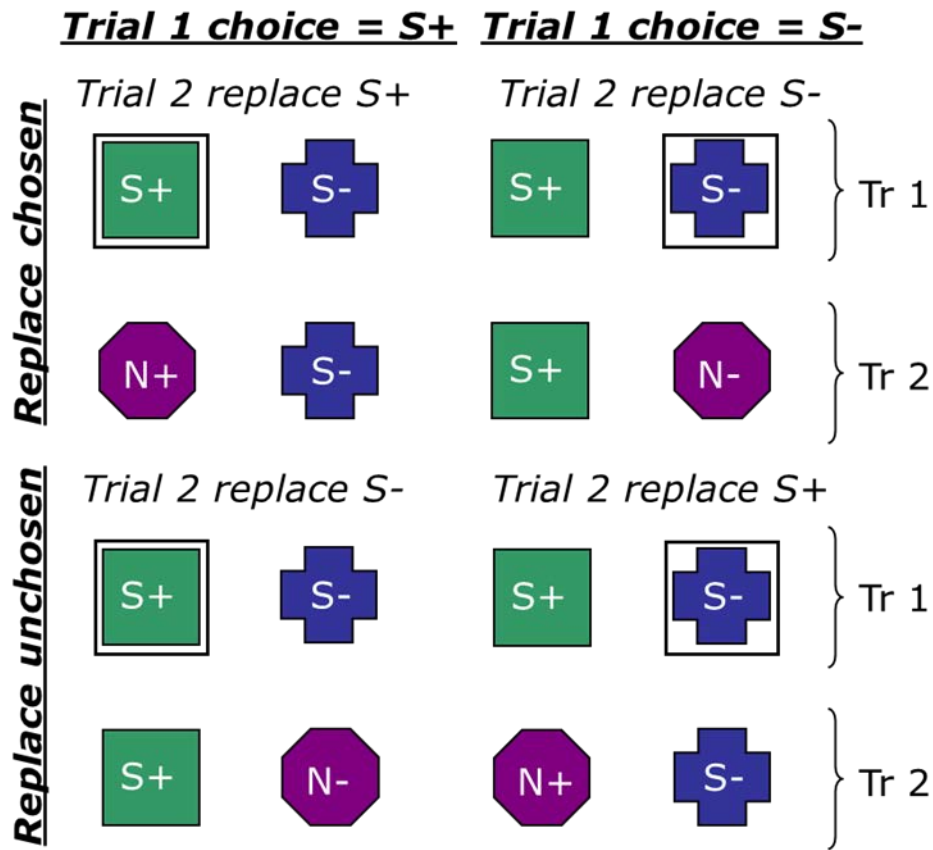 Trial 1 choice = S+ Trial 1 choice = S-
Replace chosen
Trial 2 replace S+ Trial 2 replace S-
S+ S- S+ S- Tr 1
N+ S- S+ N- Tr 2
Replace unchosen
Trial 2 replace S- Trial 2 replace S+
S+ S- S+ S- Tr 1
S+ N- N+ S- Tr 2